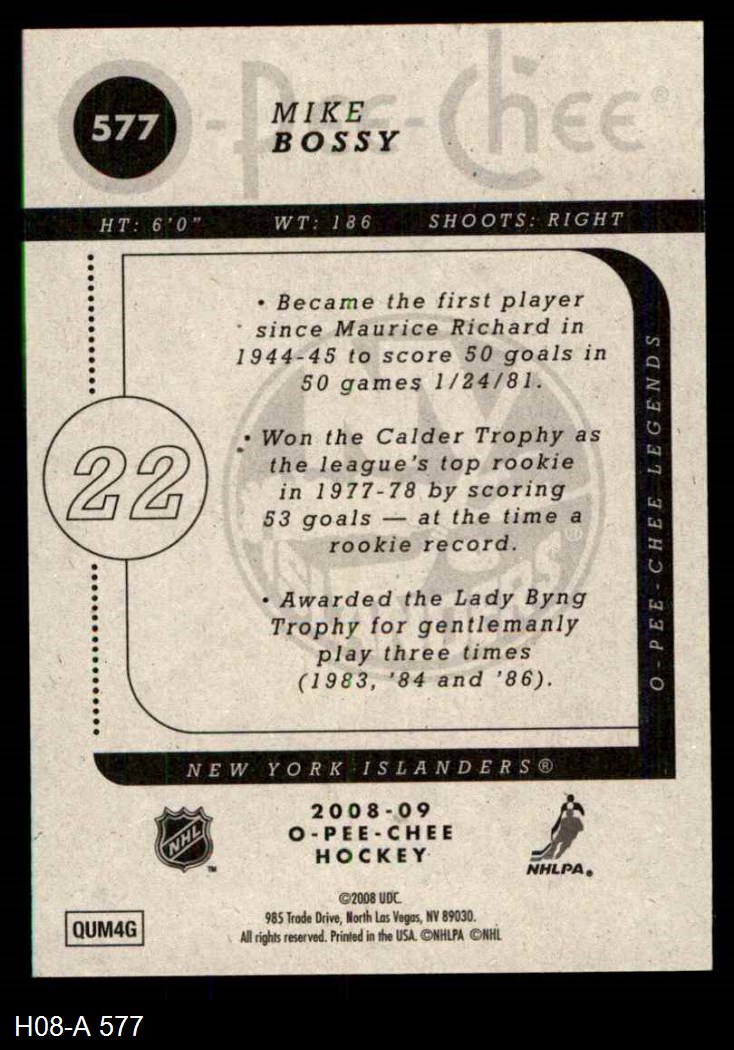 O-Pee-Chee®
577
MIKE
BOSSY
HT: 6'0" WT: 186 SHOOTS: RIGHT
• Became the first player
since Maurice Richard in
1944-45 to score 50 goals in
50 games 1/24/81.
• Won the Calder Trophy as
the league's top rookie
in 1977-78 by scoring
53 goals — at the time a
rookie record.
• Awarded the Lady Byng
Trophy for gentlemanly
play three times
(1983, '84 and '86).
22
O-PEE-CHEE LEGENDS
NEW YORK ISLANDERS®
NHL
TM
2008-09
O-PEE-CHEE
HOCKEY
NHLPA®
©2008 UDC.
985 Trade Drive, North Las Vegas, NV 89030.
All rights reserved. Printed in the USA. ©NHLPA ©NHL
QUM4G
H08-A 577